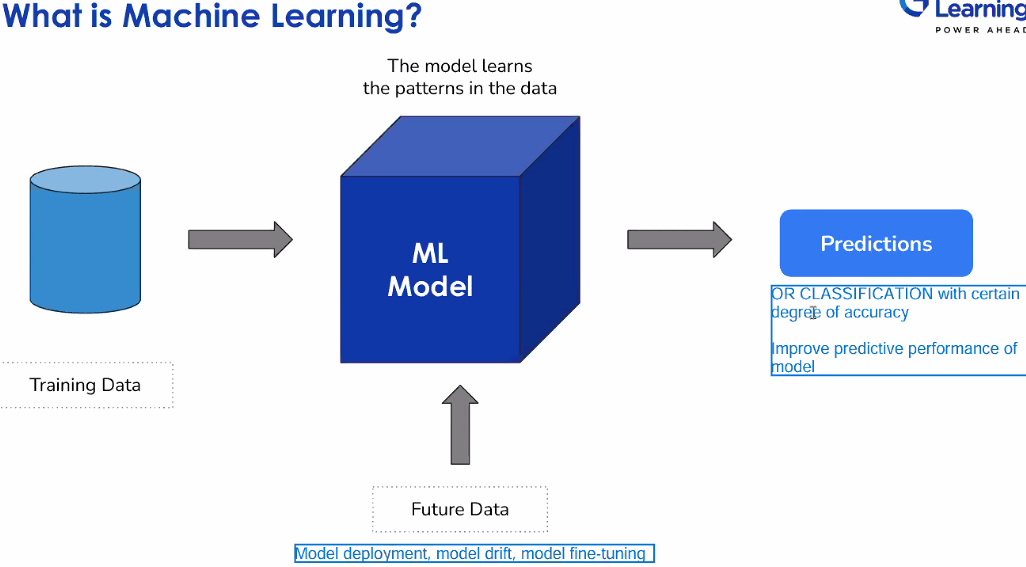 What is Machine Learning?
Learning
POWER AHEAD
The model learns
the patterns in the data
ML
Model
Predictions
OR CLASSIFICATION with certain
degree of accuracy
Improve predictive performance of
model
Training Data
Future Data
Model deployment, model drift, model fine-tuning